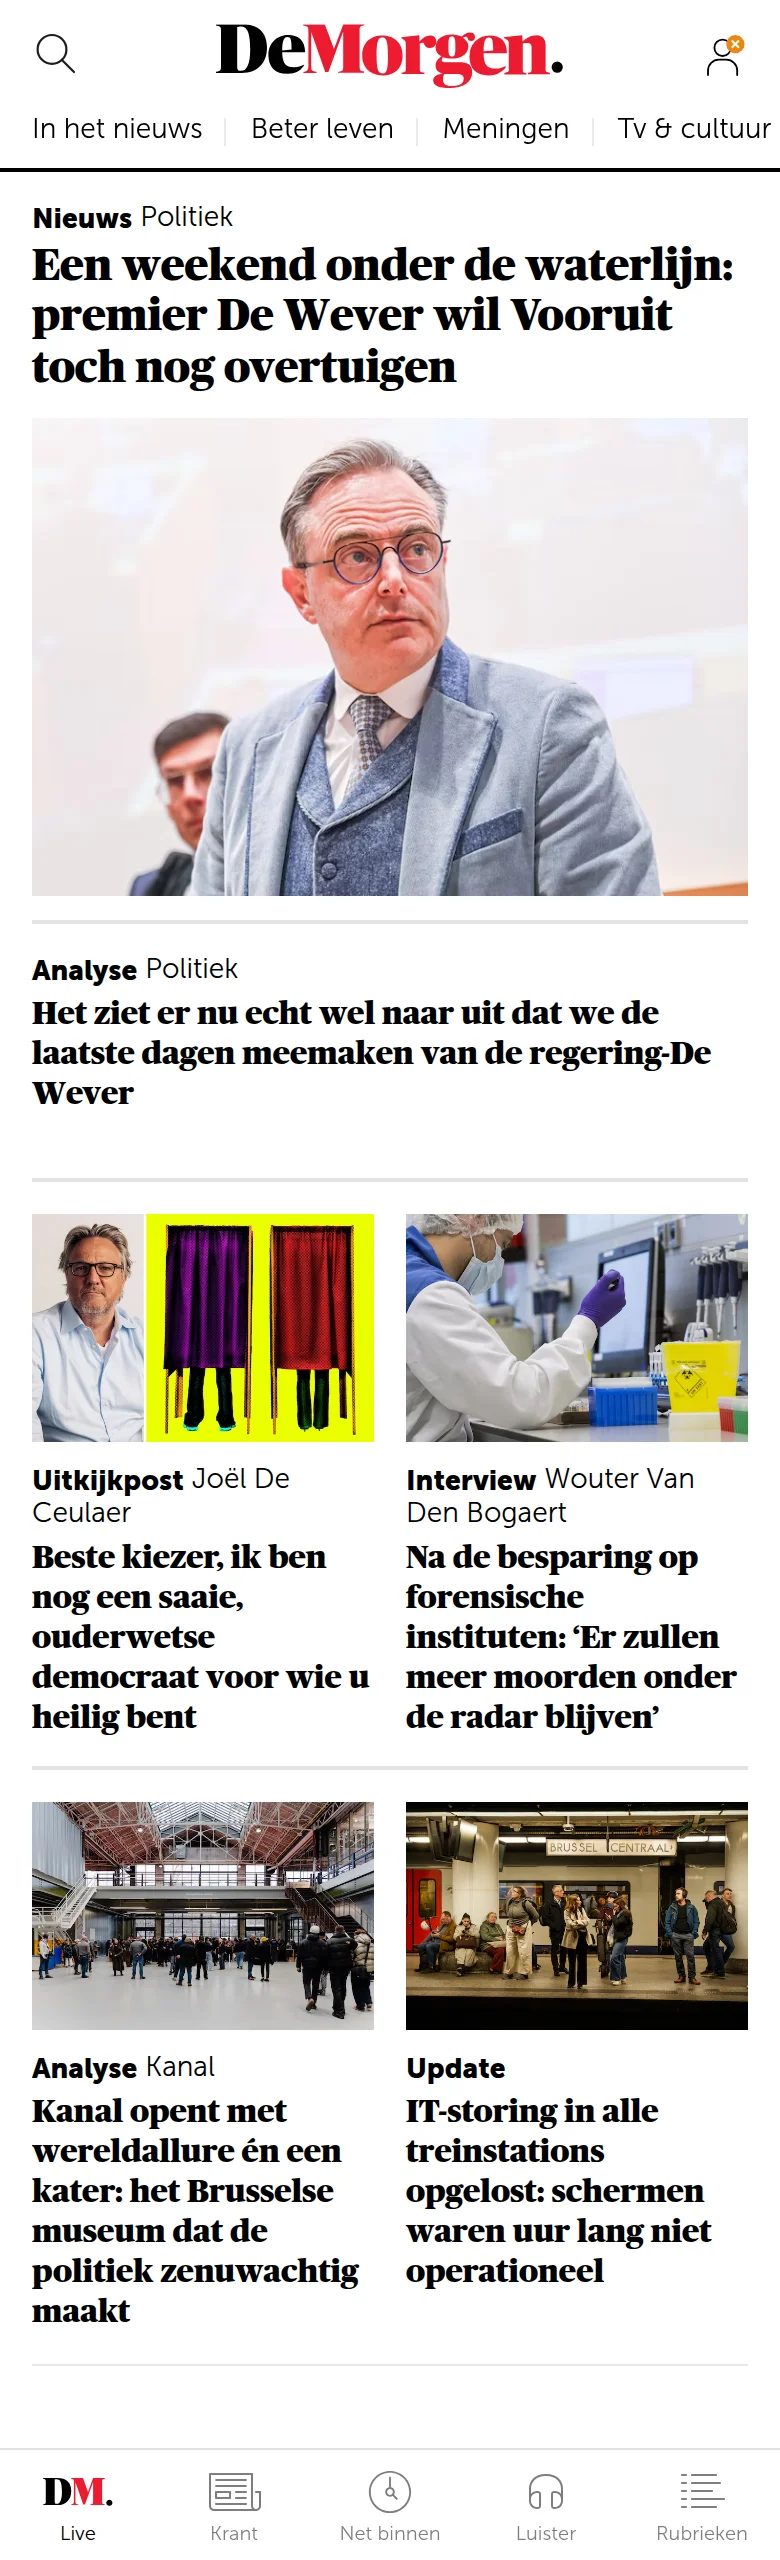 DeMorgen.
In het nieuws
Beter leven
Meningen
Tv & cultuur
Nieuws Politiek
Een weekend onder de waterlijn:
premier De Wever wil Vooruit
toch nog overtuigen
Analyse Politiek
Het ziet er nu echt wel naar uit dat we de
laatste dagen meemaken van de regering-De
Wever
Uitkijkpost Joël De
Ceulaer
Beste kiezer, ik ben
nog een saaie,
ouderwetse
democraat voor wie u
heilig bent
Interview Wouter Van
Den Bogaert
Na de besparing op
forensische
instituten: ‘Er zullen
meer moorden onder
de radar blijven’
BRUSSEL CENTRAAL
Analyse Kanal
Kanal opent met
wereldallure én een
kater: het Brusselse
museum dat de
politiek zenuwachtig
maakt
Update
IT-storing in alle
treinstations
opgelost: schermen
waren uur lang niet
operationeel
DM.
Live
Krant
Net binnen
Luister
Rubrieken